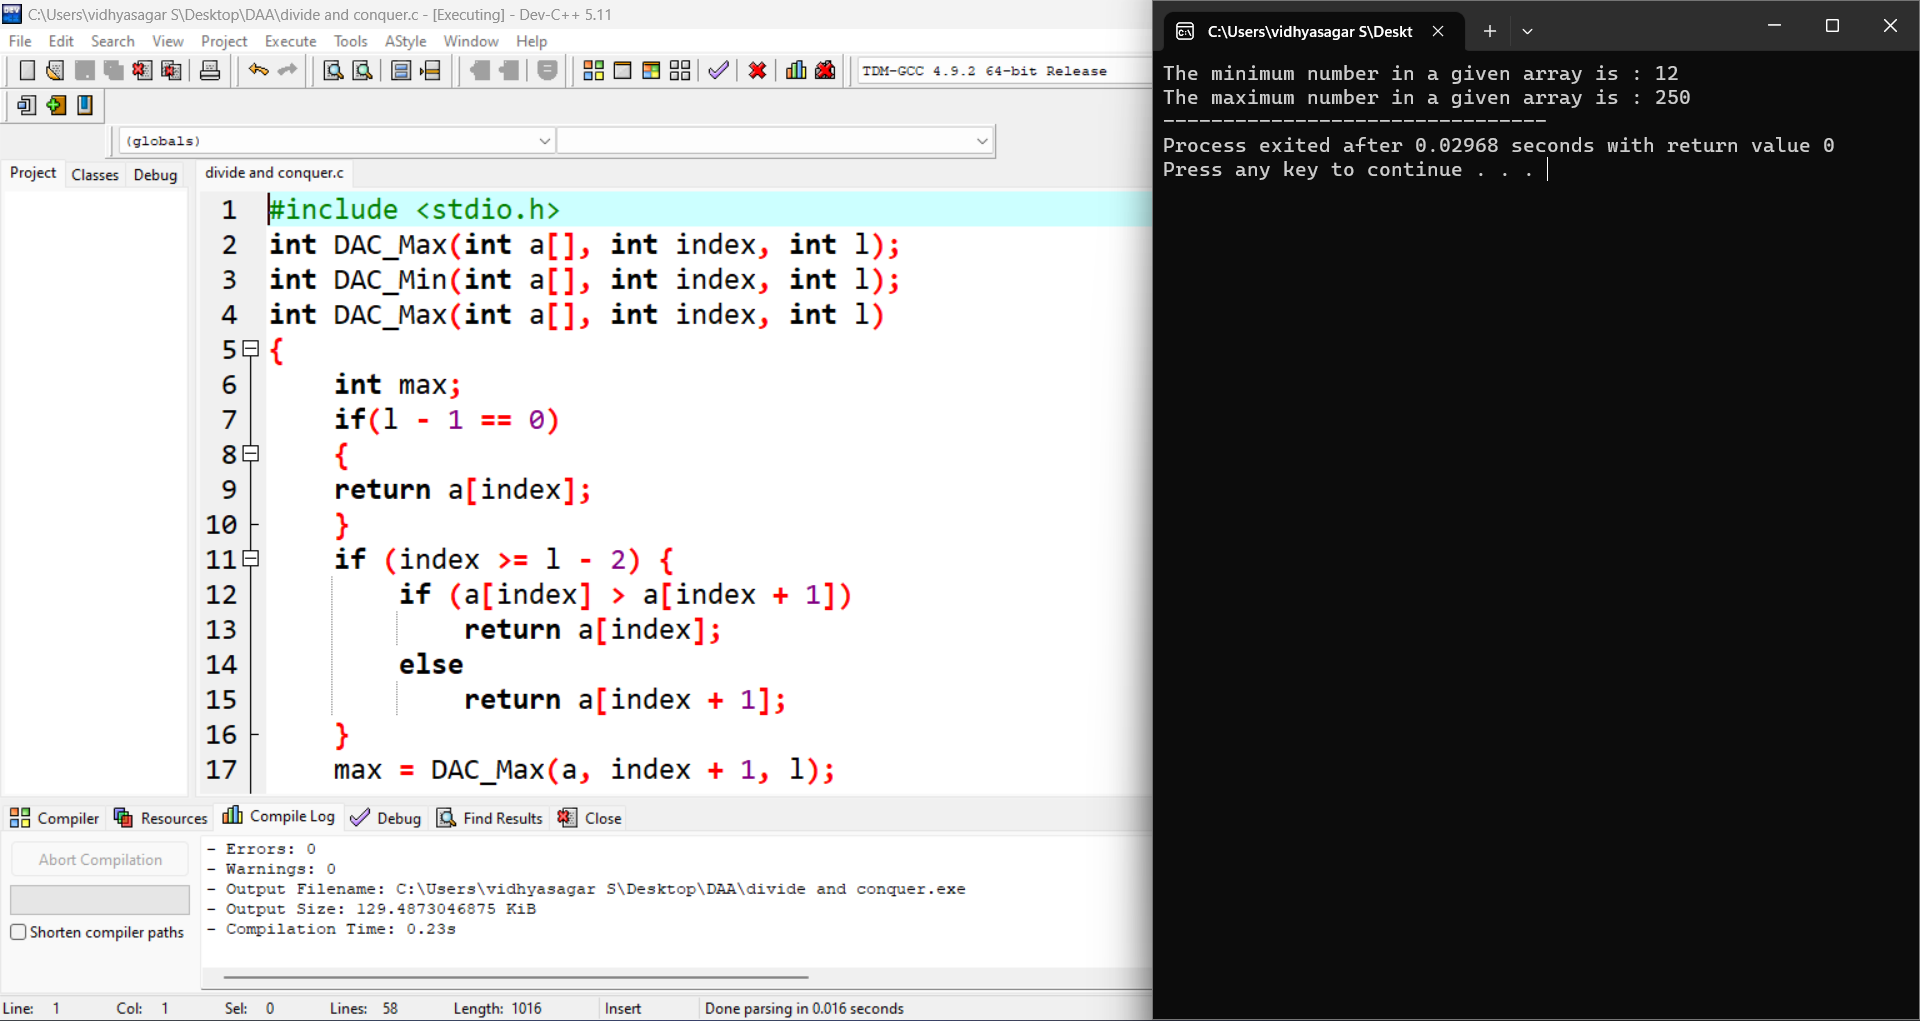 C:\Users\vidhyasagar S\Desktop\DAA\divide and conquer.c - [Executing] - Dev-C++ 5.11
File Edit Search View Project Execute Tools AStyle Window Help
TDM-GCC 4.9.2 64-bit Release
(globals)
Project Classes Debug
divide and conquer.c
1 #include <stdio.h>
2 int DAC_Max(int a[], int index, int l);
3 int DAC_Min(int a[], int index, int l);
4 int DAC_Max(int a[], int index, int l)
5 {
6 int max;
7 if(l - 1 == 0)
8 {
9 return a[index];
10 }
11 if (index >= l - 2) {
12 if (a[index] > a[index + 1])
13 return a[index];
14 else
15 return a[index + 1];
16 }
17 max = DAC_Max(a, index + 1, l);
Compiler Resources Compile Log Debug Find Results Close
Abort Compilation
Shorten compiler paths
- Errors: 0
- Warnings: 0
- Output Filename: C:\Users\vidhyasagar S\Desktop\DAA\divide and conquer.exe
- Output Size: 129.4873046875 KiB
- Compilation Time: 0.23s
Line: 1 Col: 1 Sel: 0 Lines: 58 Length: 1016 Insert Done parsing in 0.016 seconds
C:\Users\vidhyasagar S\Deskt
The minimum number in a given array is : 12
The maximum number in a given array is : 250
--------------------------------
Process exited after 0.02968 seconds with return value 0
Press any key to continue . . .